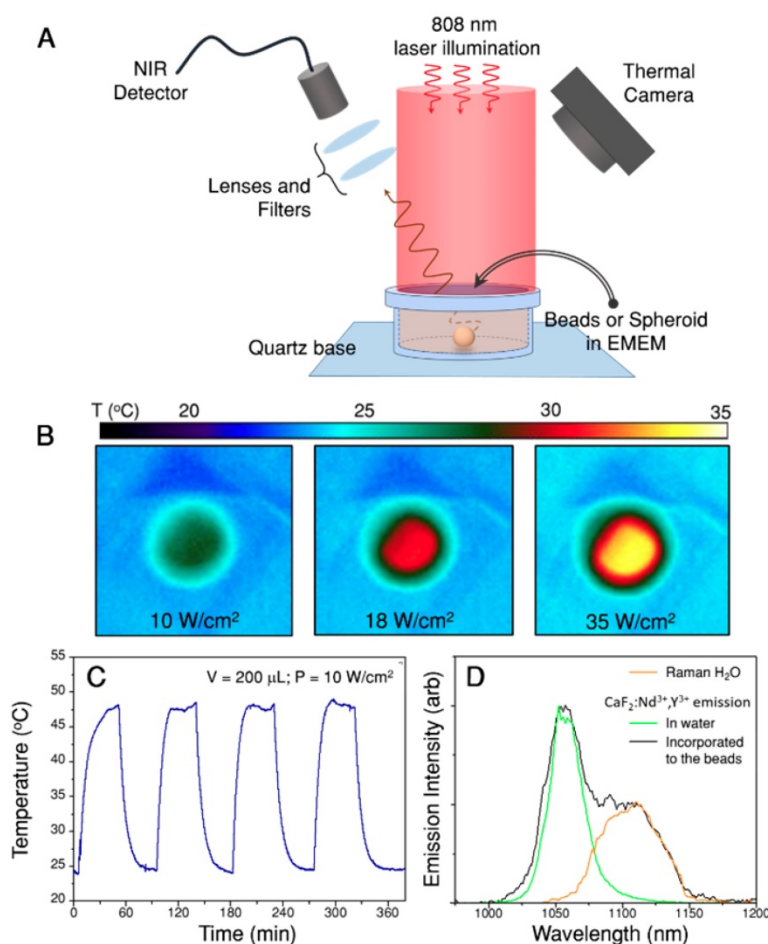 A
NIR
Detector
808 nm
laser illumination
Thermal
Camera
Lenses and
Filters
Quartz base
Beads or Spheroid
in EMEM
B
T (°C) 20 25 30 35
10 W/cm² 18 W/cm² 35 W/cm²
C
V = 200 µL; P = 10 W/cm²
Temperature (°C)
55
50
45
40
35
30
25
20
0 60 120 180 240 300 360
Time (min)
D
Raman H₂O
CaF₂:Nd³⁺,Y³⁺ emission
In water
Incorporated
to the beads
Emission Intensity (arb)
1000 1050 1100 1150 1200
Wavelength (nm)